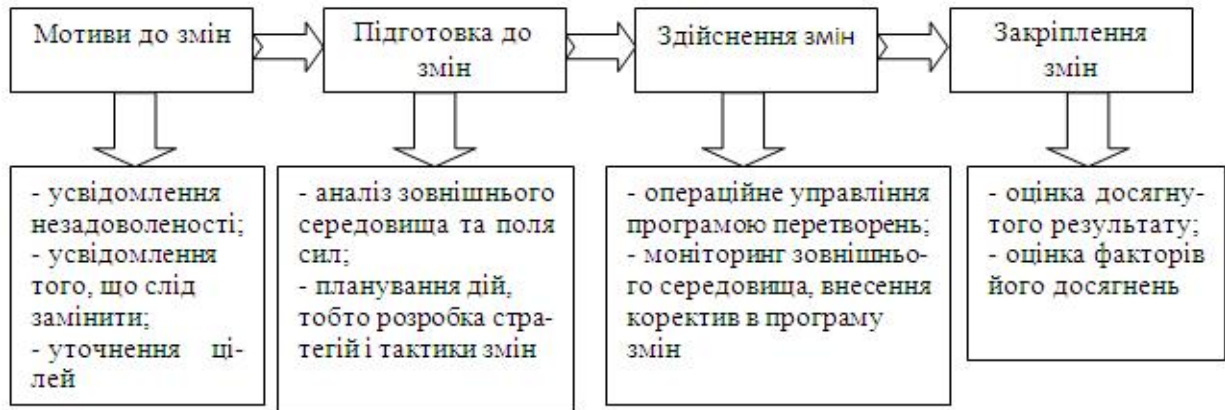 Мотиви до змін
Підготовка до
змін
Здійснення змін
Закріплення
змін
- усвідомлення
незадоволеності;
- усвідомлення
того, що слід
замінити;
- уточнення ці-
лей
- аналіз зовнішнього
середовища та поля
сил;
- планування дій,
тобто розробка стра-
тегій і тактики змін
- операційне управління
програмою перетворень;
- моніторинг зовнішньо-
го середовища, внесення
коректив в програму
змін
- оцінка досягну-
того результату;
- оцінка факторів
його досягнень